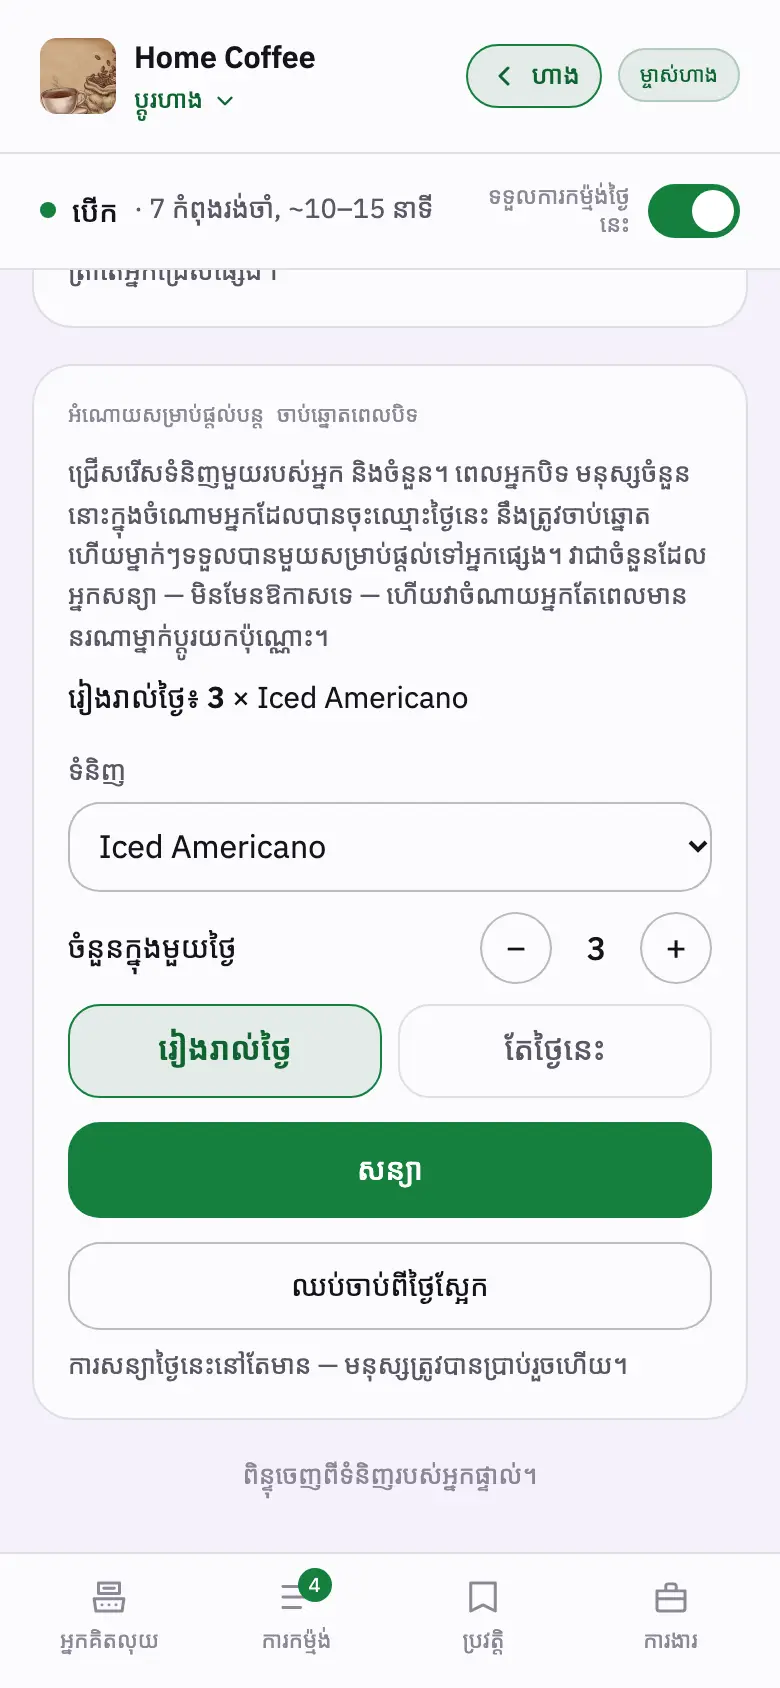 Home Coffee
ប្តូរហាង
ហាង
ម្ចាស់ហាង
បើក · 7 កំពុងរង់ចាំ, ~10–15 នាទី
ទទួលការកម្ម៉ង់ថ្ងៃ
នេះ
អំណោយសម្រាប់ផ្តល់បន្ត ចាប់ឆ្នោតពេលបិទ
ជ្រើសរើសទំនិញមួយរបស់អ្នក និងចំនួន។ ពេលអ្នកបិទ មនុស្សចំនួន
នោះក្នុងចំណោមអ្នកដែលបានចុះឈ្មោះថ្ងៃនេះ នឹងត្រូវចាប់ឆ្នោត
ហើយម្នាក់ៗទទួលបានមួយសម្រាប់ផ្តល់ទៅអ្នកផ្សេង។ វាជាចំនួនដែល
អ្នកសន្យា — មិនមែនឱកាសទេ — ហើយវាចំណាយអ្នកតែពេលមាន
នរណាម្នាក់ប្តូរយកប៉ុណ្ណោះ។
រៀងរាល់ថ្ងៃ៖ 3 × Iced Americano
ទំនិញ
Iced Americano
ចំនួនក្នុងមួយថ្ងៃ
− 3 +
រៀងរាល់ថ្ងៃ
តែថ្ងៃនេះ
សន្យា
ឈប់ចាប់ពីថ្ងៃស្អែក
ការសន្យាថ្ងៃនេះនៅតែមាន — មនុស្សត្រូវបានប្រាប់រួចហើយ។
ពិន្ទុចេញពីទំនិញរបស់អ្នកផ្ទាល់។
4
អ្នកគិតលុយ
ការកម្ម៉ង់
ប្រវត្តិ
ការងារ